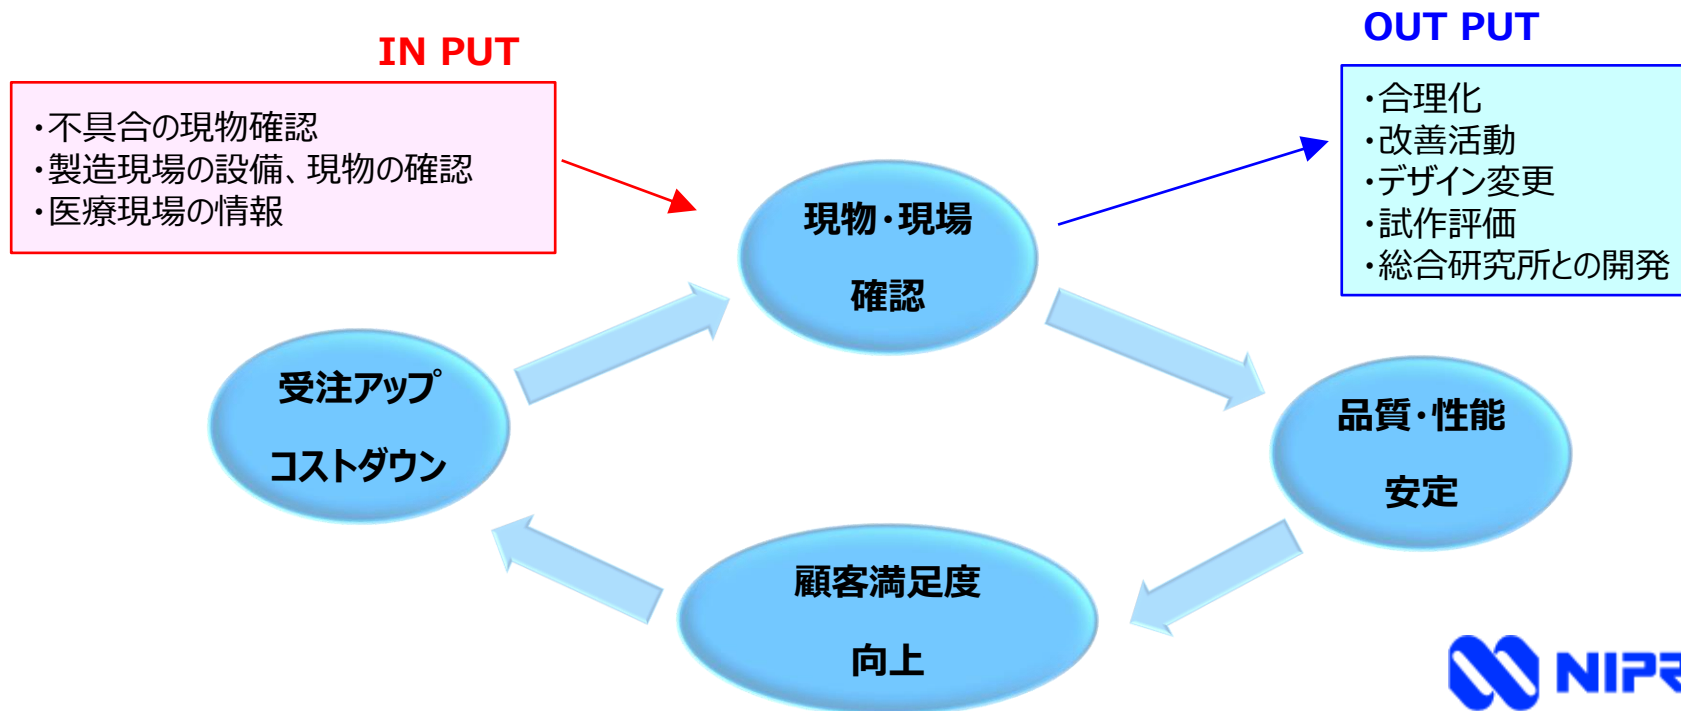 IN PUT
・不具合の現物確認
・製造現場の設備、現物の確認
・医療現場の情報
OUT PUT
・合理化
・改善活動
・デザイン変更
・試作評価
・総合研究所との開発
現物・現場
確認
品質・性能
安定
顧客満足度
向上
受注アップ
コストダウン
NIPR